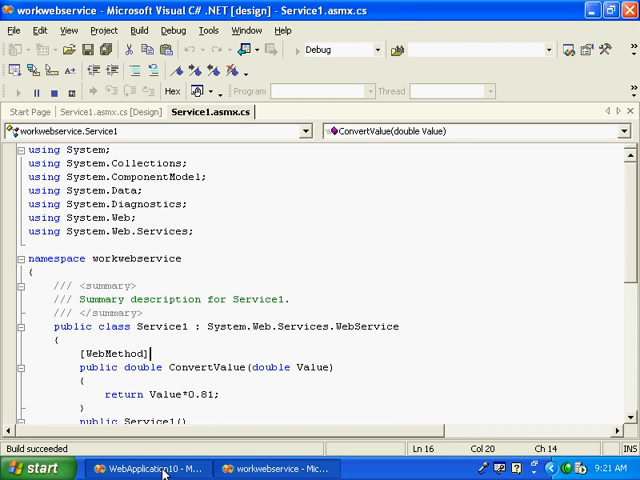 workwebservice - Microsoft Visual C# .NET [design] - Service1.asmx.cs
File Edit View Project Build Debug Tools Window Help
Debug
Hex Program Thread
Start Page Service1.asmx.cs [Design] Service1.asmx.cs
workwebservice.Service1 ConvertValue(double Value)
using System;
using System.Collections;
using System.ComponentModel;
using System.Data;
using System.Diagnostics;
using System.Web;
using System.Web.Services;
namespace workwebservice
{
/// <summary>
/// Summary description for Service1.
/// </summary>
public class Service1 : System.Web.Services.WebService
{
[WebMethod]
public double ConvertValue(double Value)
{
return Value*0.81;
}
public Service1()
Build succeeded Ln 16 Col 20 Ch 14 INS
start WebApplication10 - M... workwebservice - Mic... 9:21 AM